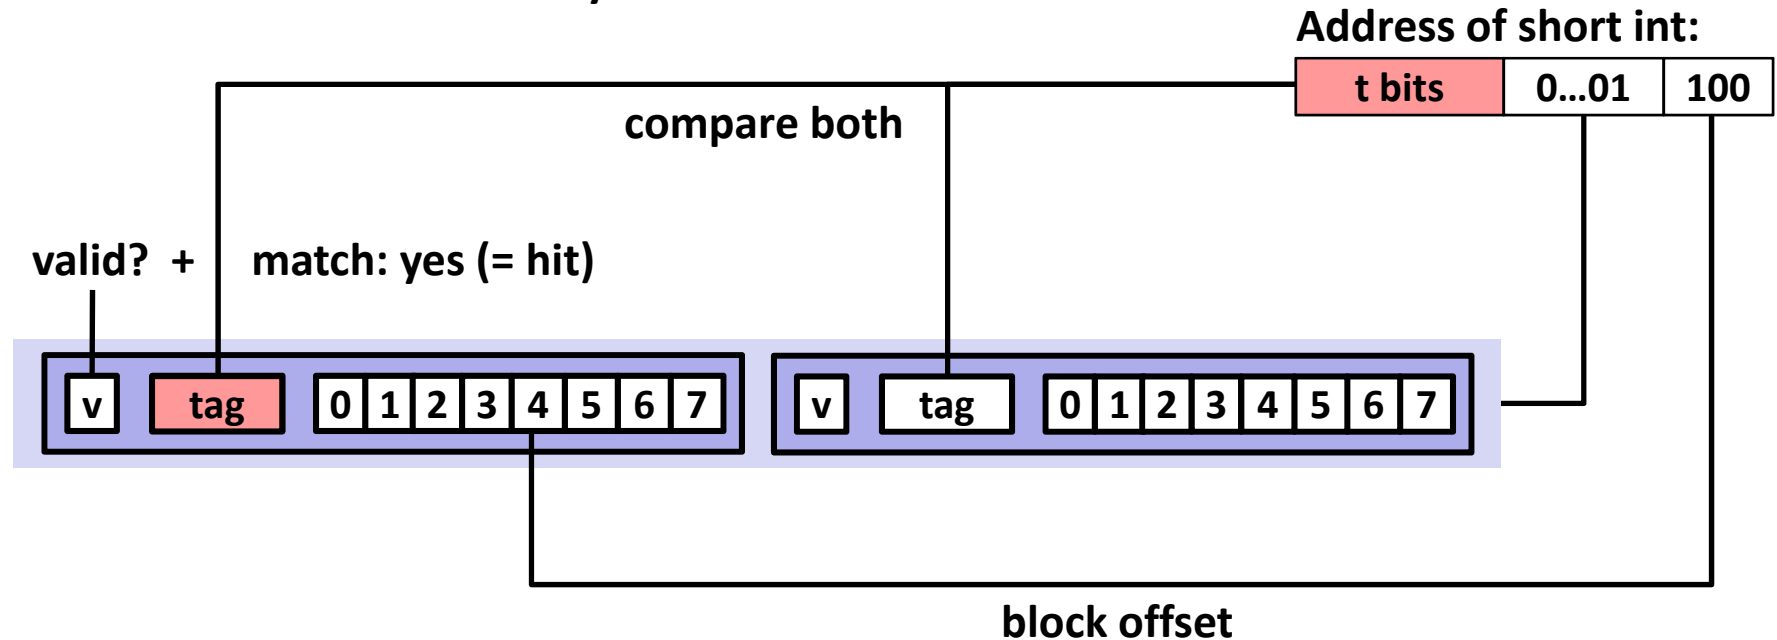 Address of short int:
t bits 0...01 100
compare both
valid? + match: yes (= hit)
v tag 0 1 2 3 4 5 6 7 v tag 0 1 2 3 4 5 6 7
block offset